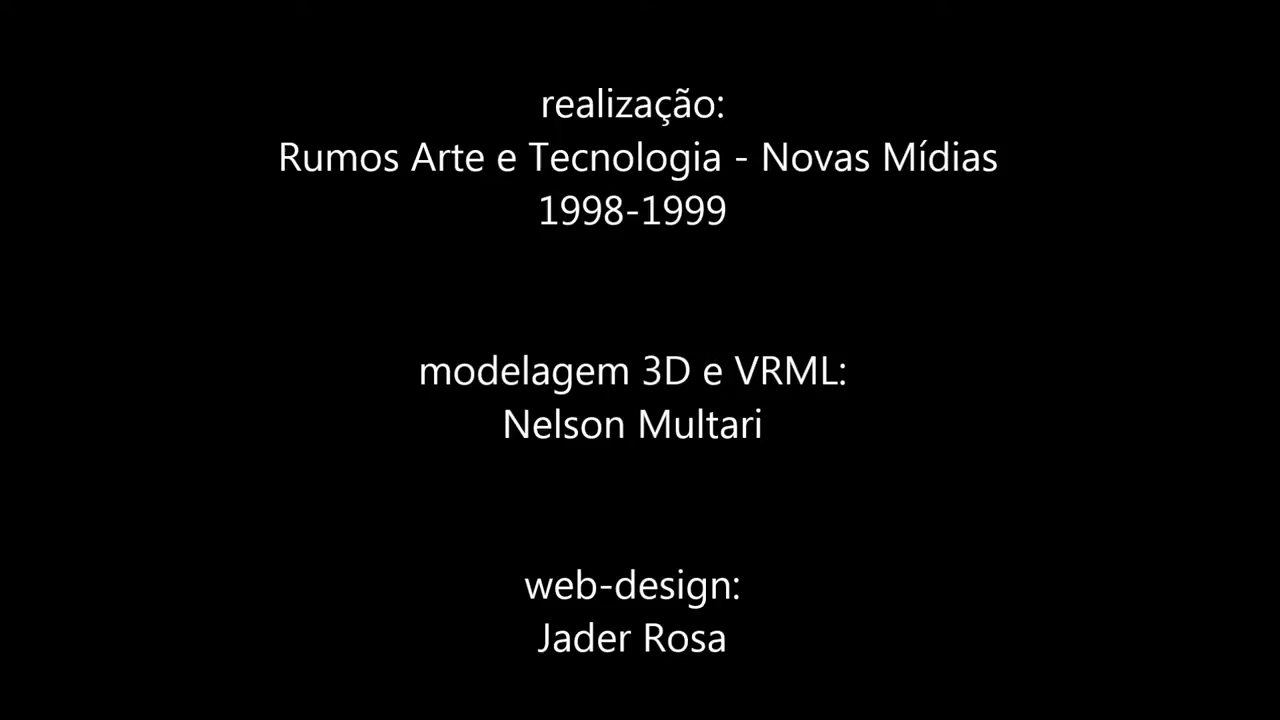 realização:
Rumos Arte e Tecnologia - Novas Mídias
1998-1999
modelagem 3D e VRML:
Nelson Multari
web-design:
Jader Rosa